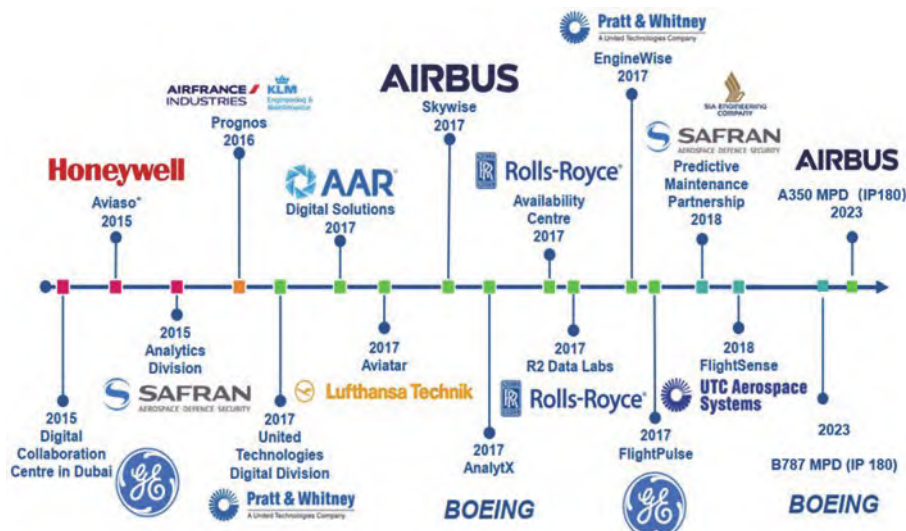 Pratt & Whitney
A United Technologies Company
EngineWise
2017
AIRFRANCE
INDUSTRIES
KLM
Engineering &
Maintenance
Prognos
2016
AIRBUS
Skywise
2017
SIA ENGINEERING
COMPANY
SAFRAN
AEROSPACE DEFENCE SECURITY
Predictive
Maintenance
Partnership
2018
Honeywell
Aviaso*
2015
AAR
Digital Solutions
2017
RR Rolls-Royce
Availability
Centre
2017
AIRBUS
A350 MPD (IP180)
2023
2015
Analytics
Division
SAFRAN
AEROSPACE DEFENCE SECURITY
2017
Aviatar
Lufthansa Technik
2017
R2 Data Labs
RR Rolls-Royce
2018
FlightSense
UTC Aerospace
Systems
2015
Digital
Collaboration
Centre in Dubai
GE
2017
United
Technologies
Digital Division
Pratt & Whitney
A United Technologies Company
2017
AnalytX
BOEING
2017
FlightPulse
GE
2023
B787 MPD (IP 180)
BOEING